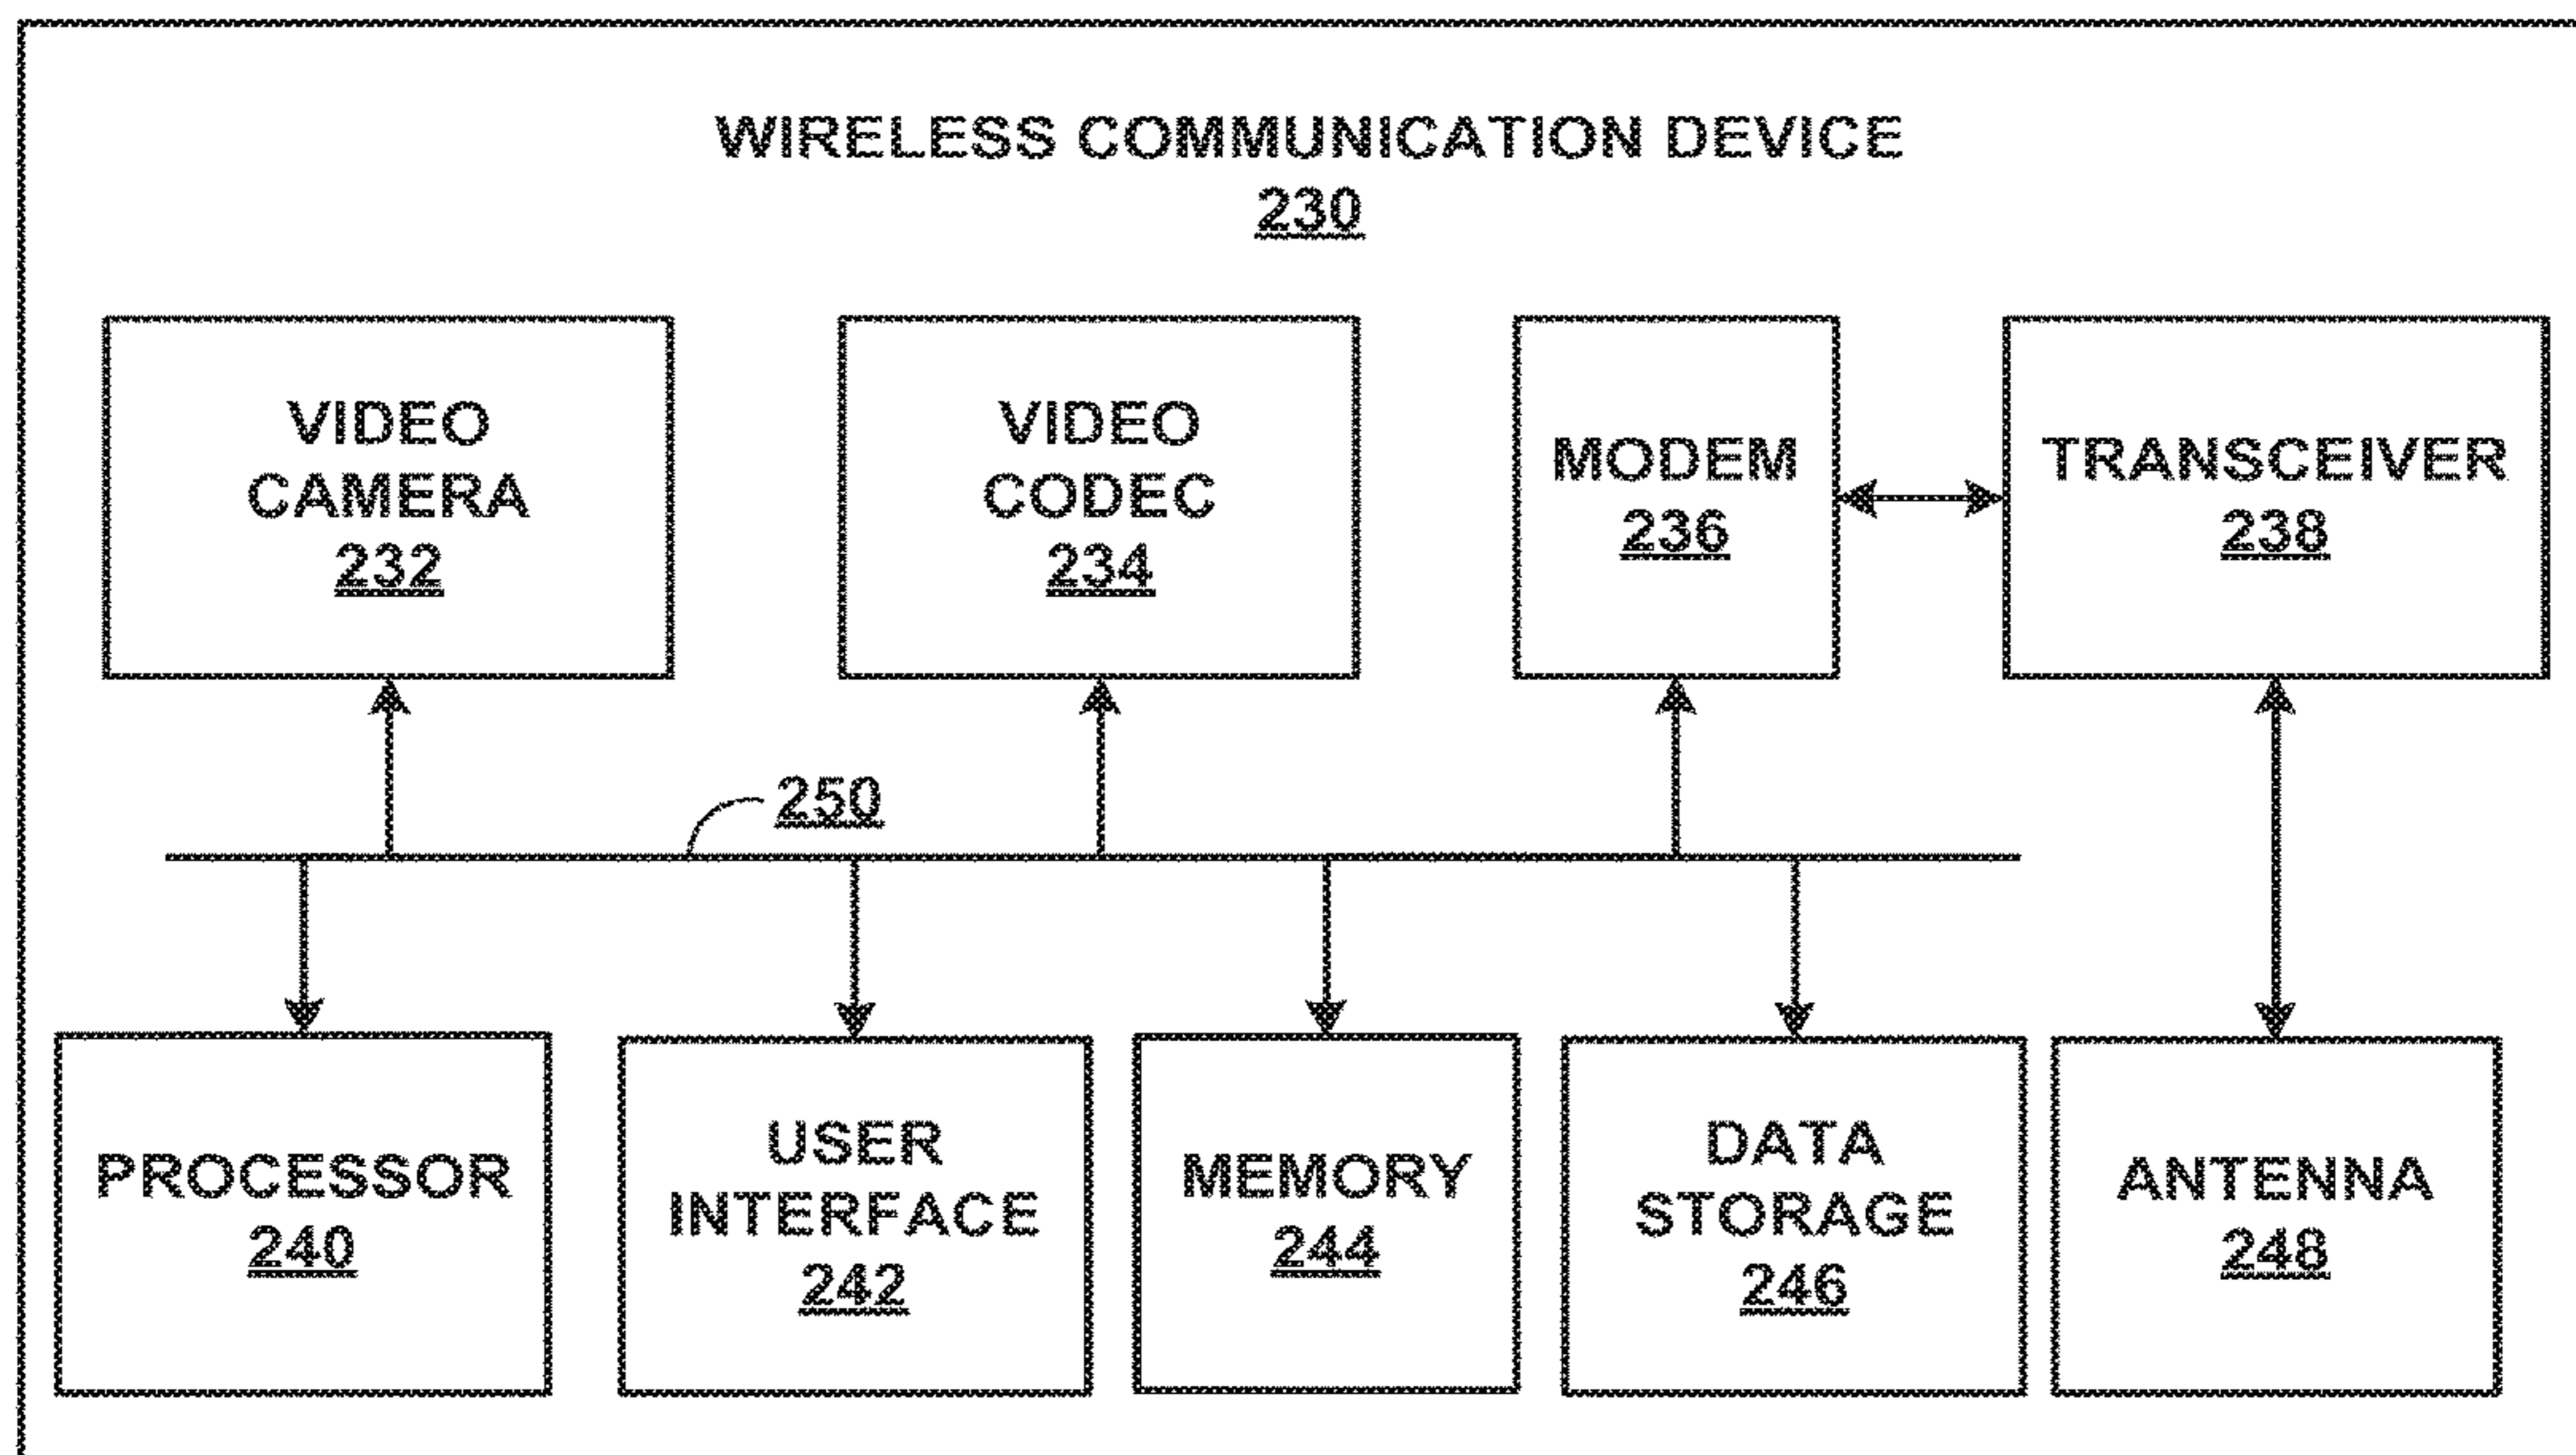 WIRELESS COMMUNICATION DEVICE
230
VIDEO
CAMERA
232
VIDEO
CODEC
234
MODEM
236
TRANSCEIVER
238
250
PROCESSOR
240
USER
INTERFACE
242
MEMORY
244
DATA
STORAGE
246
ANTENNA
248